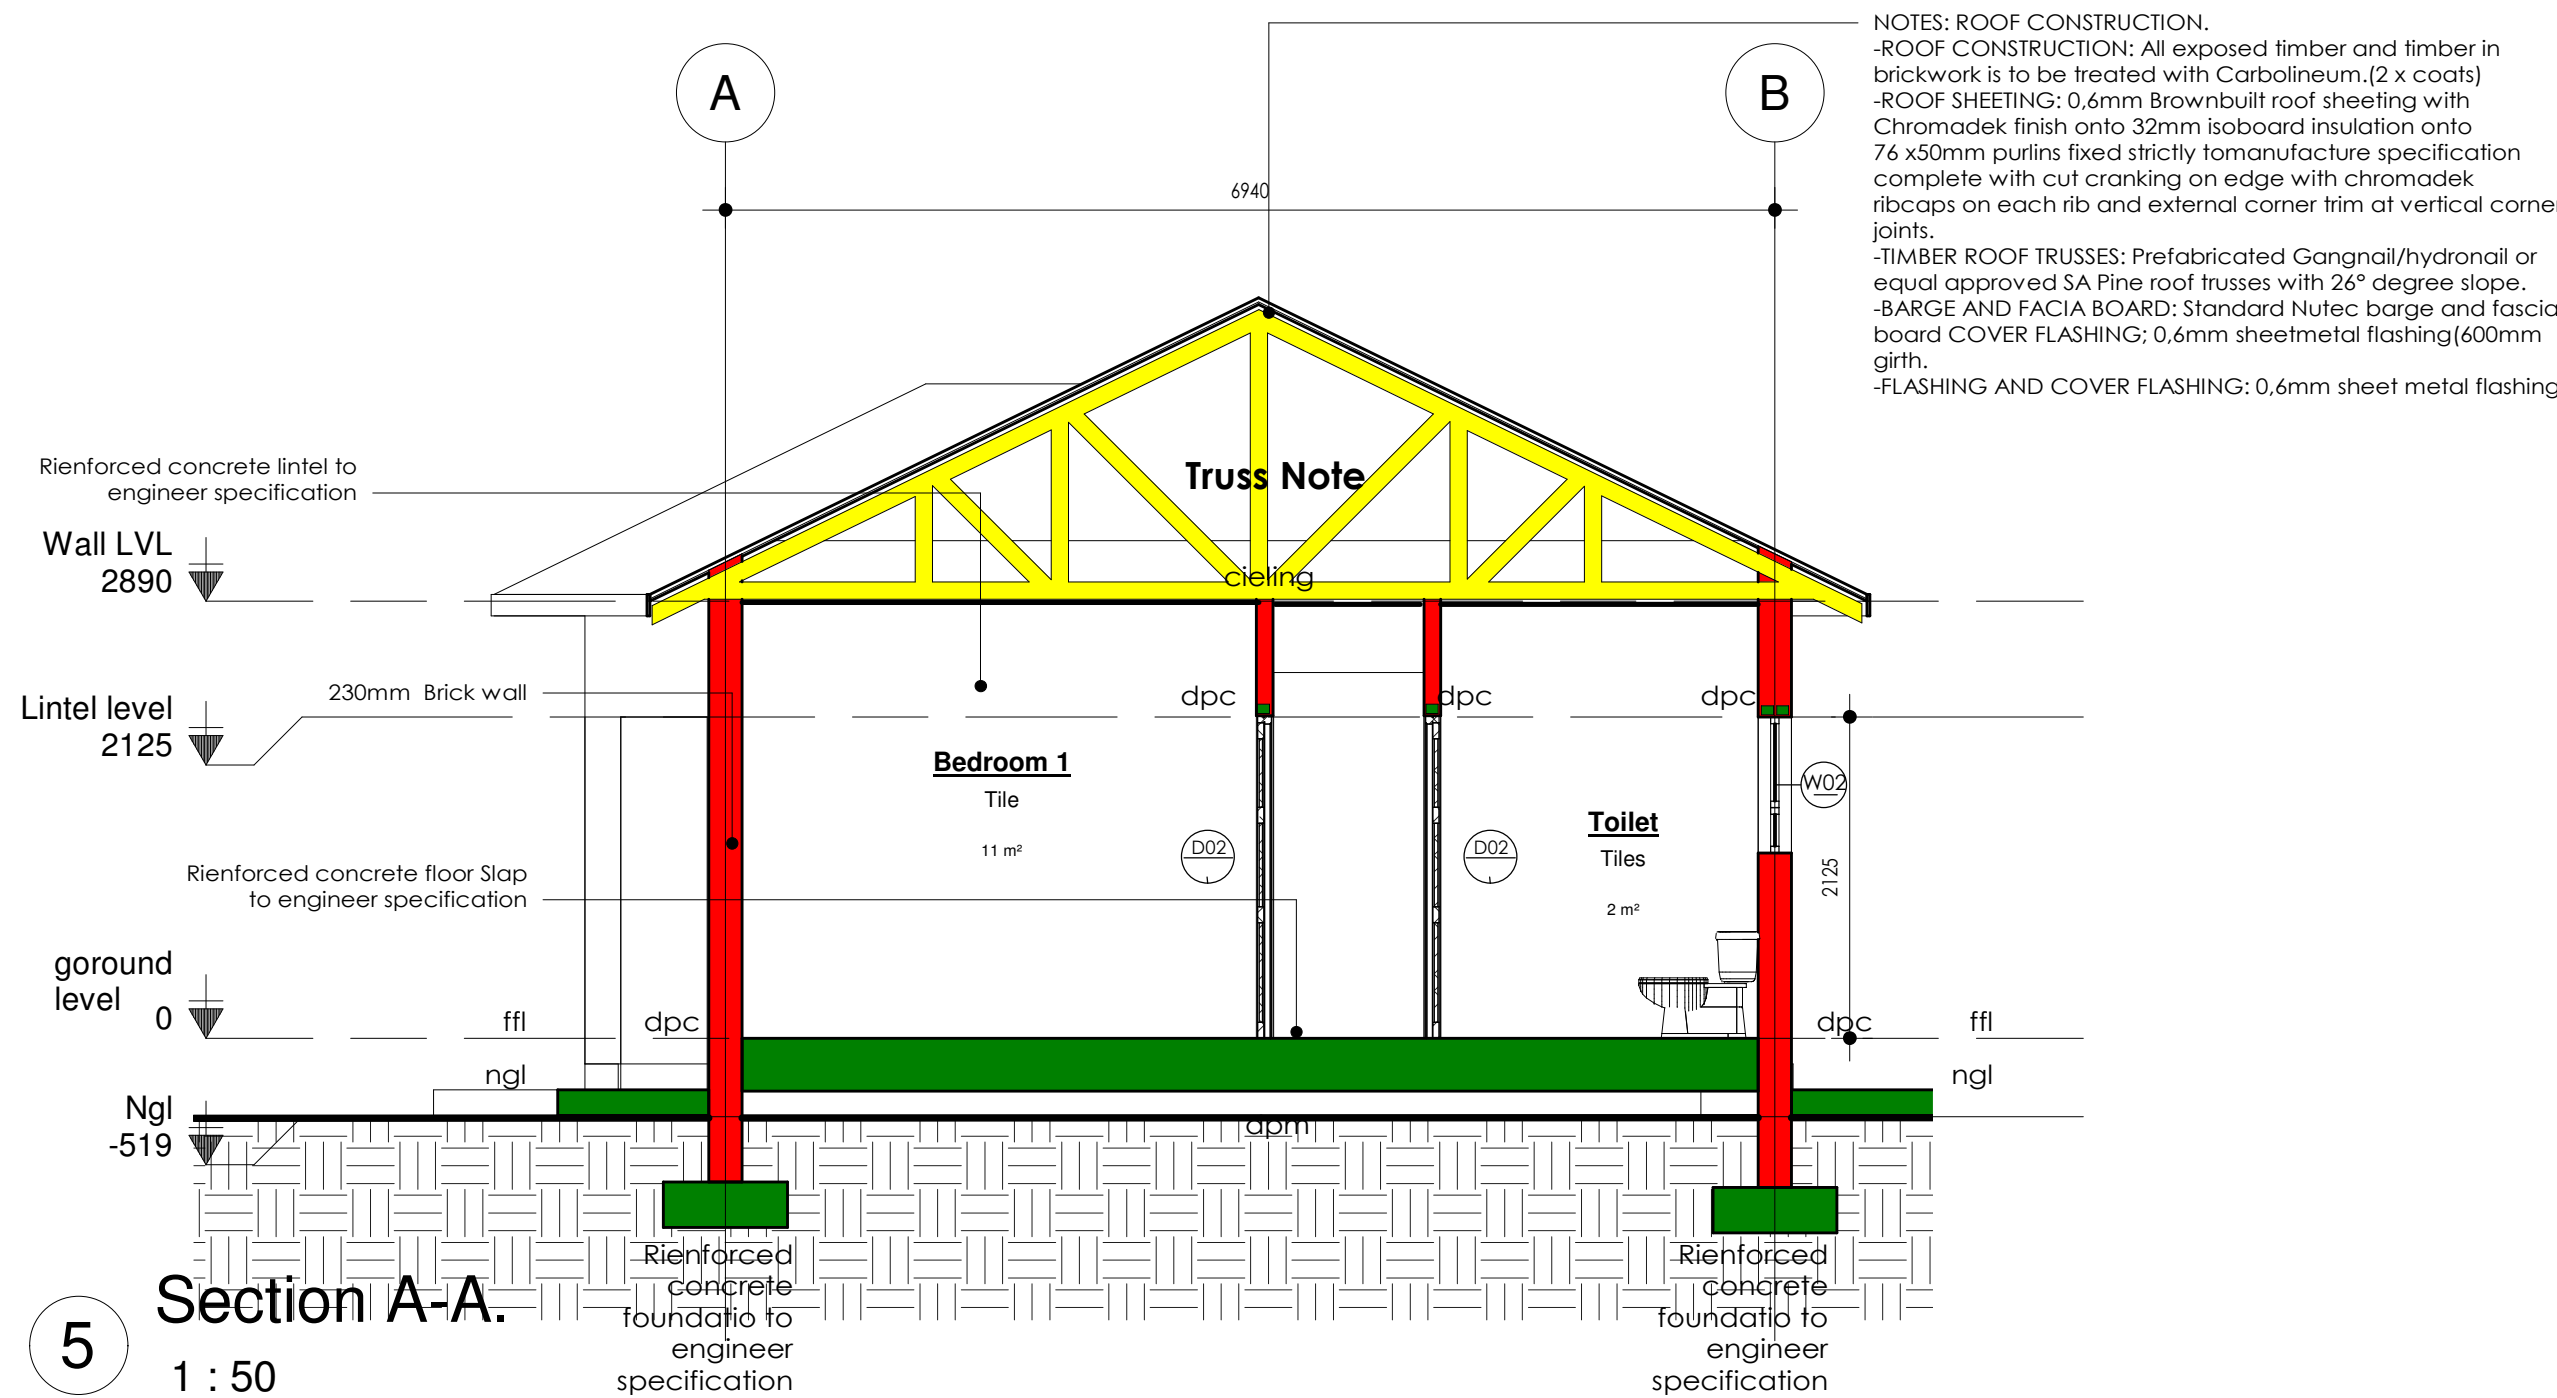 NOTES: ROOF CONSTRUCTION.
-ROOF CONSTRUCTION: All exposed timber and timber in
brickwork is to be treated with Carbolineum.(2 x coats)
-ROOF SHEETING: 0,6mm Brownbuilt roof sheeting with
Chromadek finish onto 32mm isoboard insulation onto
76 x50mm purlins fixed strictly tomanufacture specification
complete with cut cranking on edge with chromadek
ribcaps on each rib and external corner trim at vertical corner
joints.
-TIMBER ROOF TRUSSES: Prefabricated Gangnail/hydronail or
equal approved SA Pine roof trusses with 26° degree slope.
-BARGE AND FACIA BOARD: Standard Nutec barge and fascia
board COVER FLASHING; 0,6mm sheetmetal flashing(600mm
girth.
-FLASHING AND COVER FLASHING: 0,6mm sheet metal flashing
A
B
6940
Truss Note
Rienforced concrete lintel to
engineer specification
Wall LVL
2890
cieling
230mm Brick wall
Lintel level
2125
dpc
dpc
dpc
Bedroom 1
Tile
11 m²
D02
D02
Toilet
Tiles
2 m²
W02
2125
Rienforced concrete floor Slap
to engineer specification
goround
level
0
ffl
dpc
dpc
ffl
ngl
ngl
Ngl
-519
dpm
Rienforced
concrete
foundatio to
engineer
specification
Rienforced
concrete
foundatio to
engineer
specification
5
Section A-A.
1 : 50